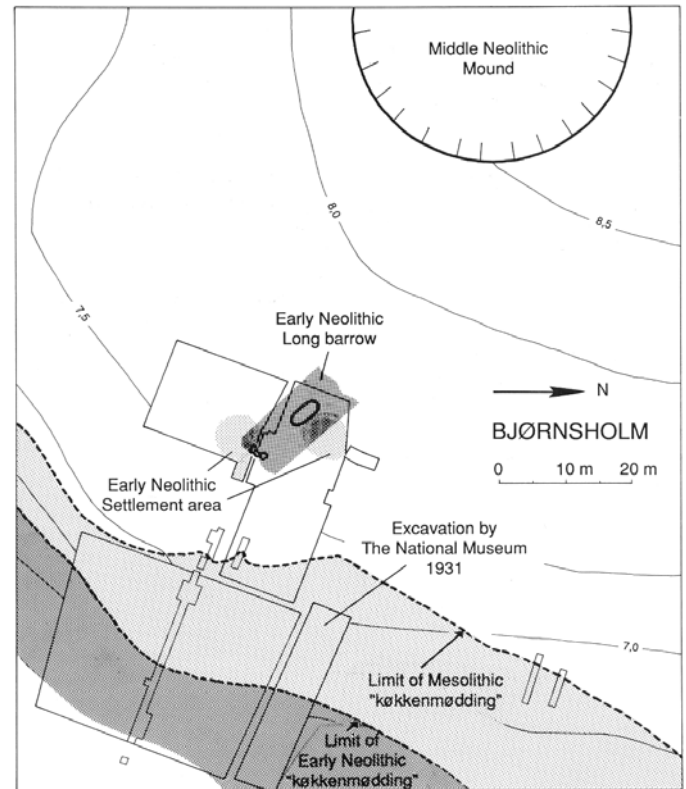 Middle Neolithic
Mound
8,0
8,5
7,5
Early Neolithic
Long barrow
N
BJØRNSHOLM
0 10 m 20 m
Early Neolithic
Settlement area
Excavation by
The National Museum
1931
7,0
Limit of Mesolithic
"køkkenmødding"
Limit of
Early Neolithic
"køkkenmødding"